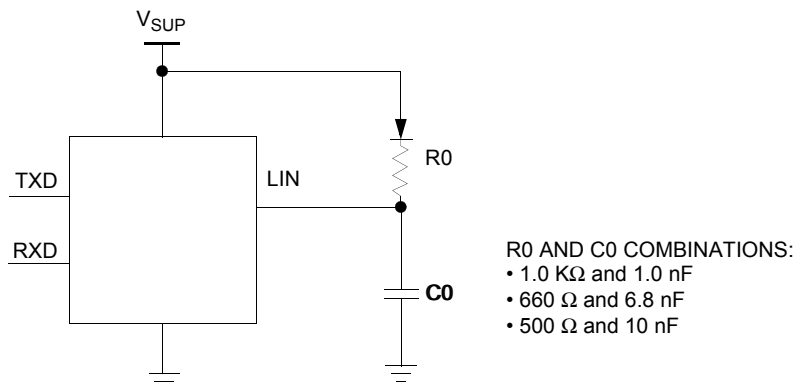 VSUP
TXD
RXD
LIN
R0
C0
R0 AND C0 COMBINATIONS:
• 1.0 KΩ and 1.0 nF
• 660 Ω and 6.8 nF
• 500 Ω and 10 nF